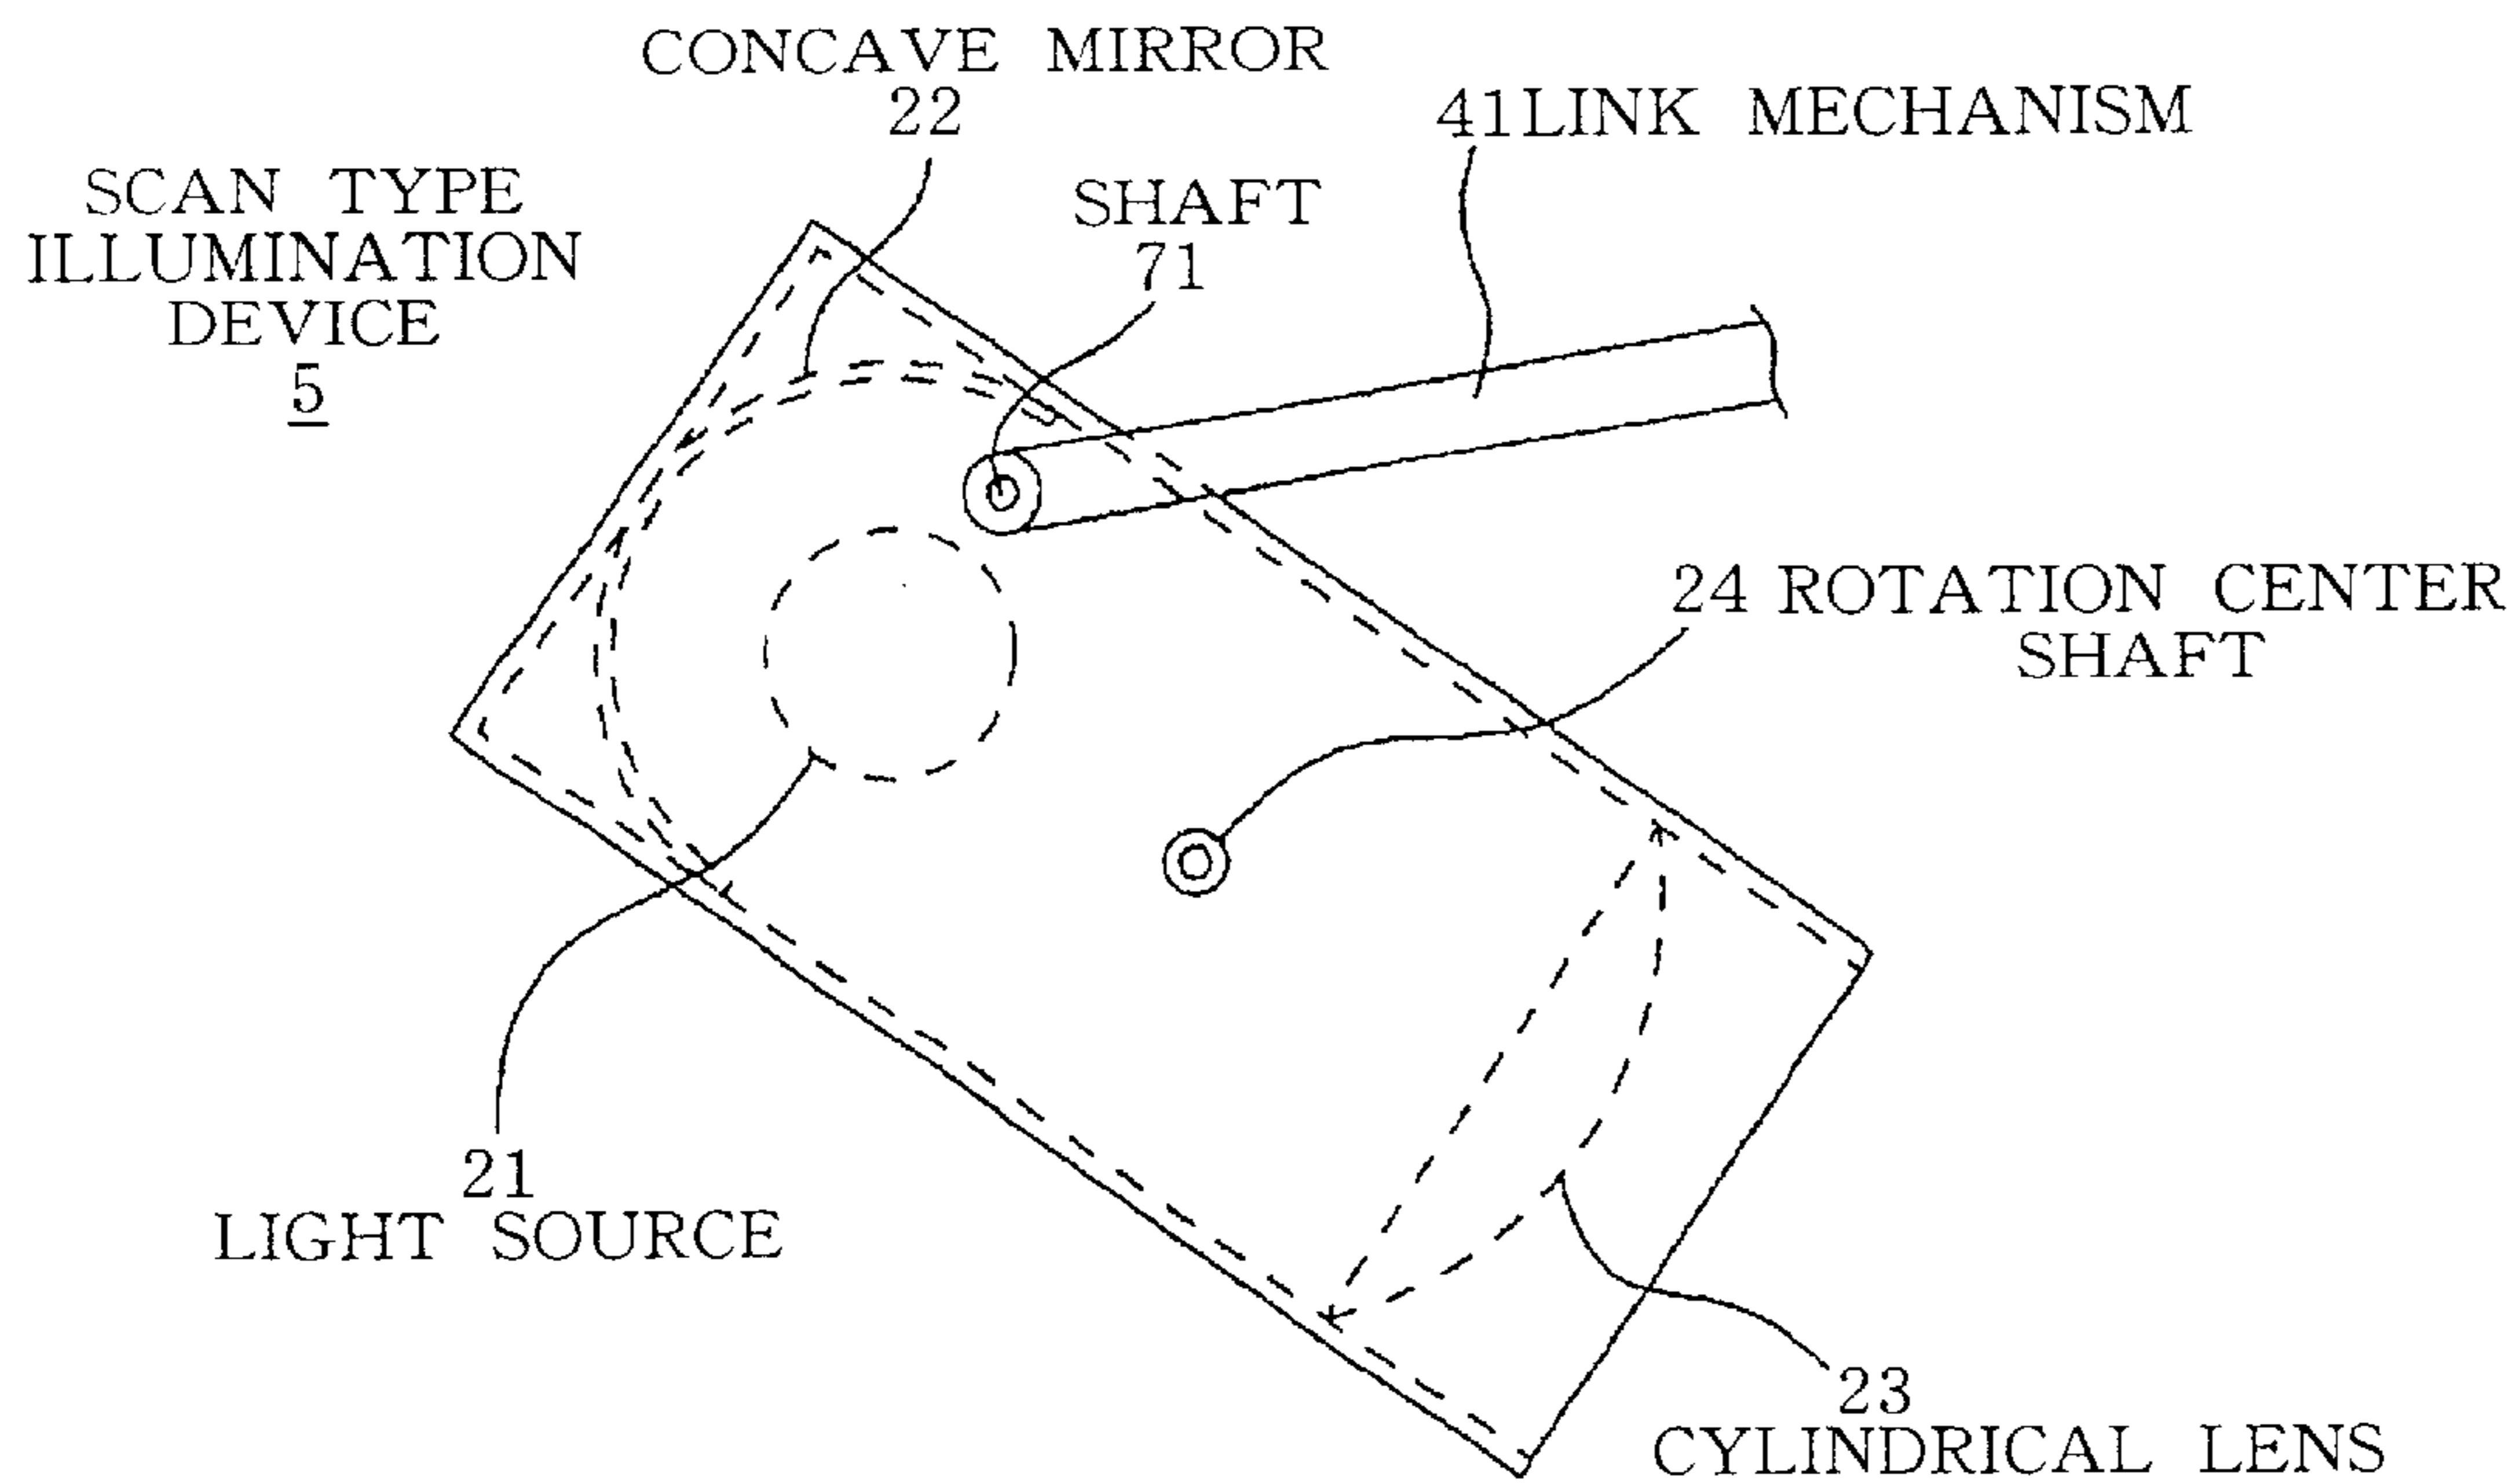 CONCAVE MIRROR
22
41LINK MECHANISM
SCAN TYPE
ILLUMINATION
DEVICE
5
SHAFT
71
24 ROTATION CENTER
SHAFT
21
LIGHT SOURCE
23
CYLINDRICAL LENS